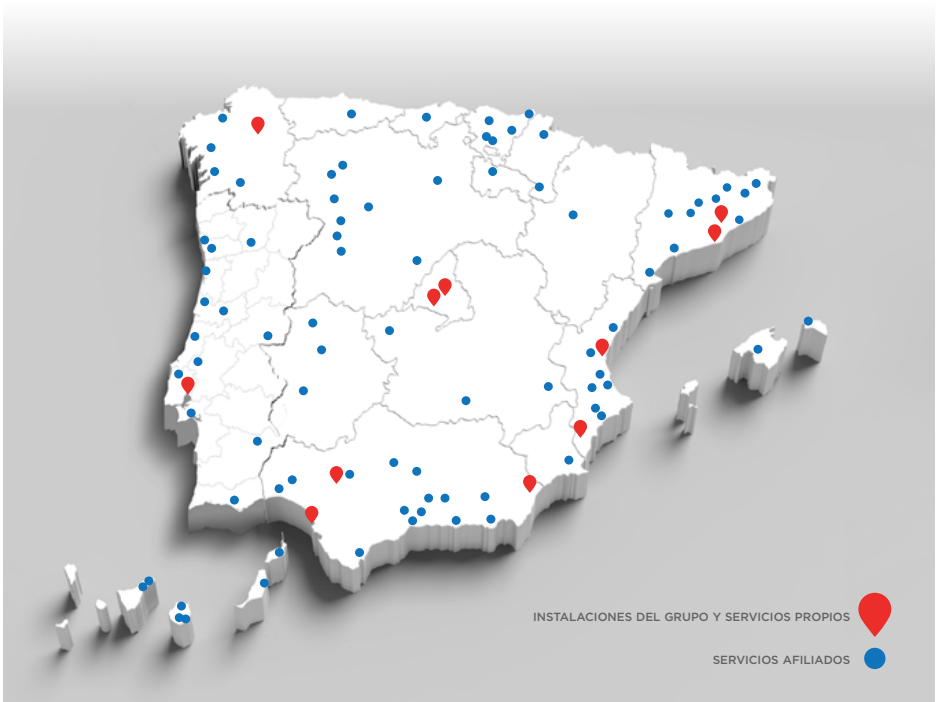 INSTALACIONES DEL GRUPO Y SERVICIOS PROPIOS
SERVICIOS AFILIADOS